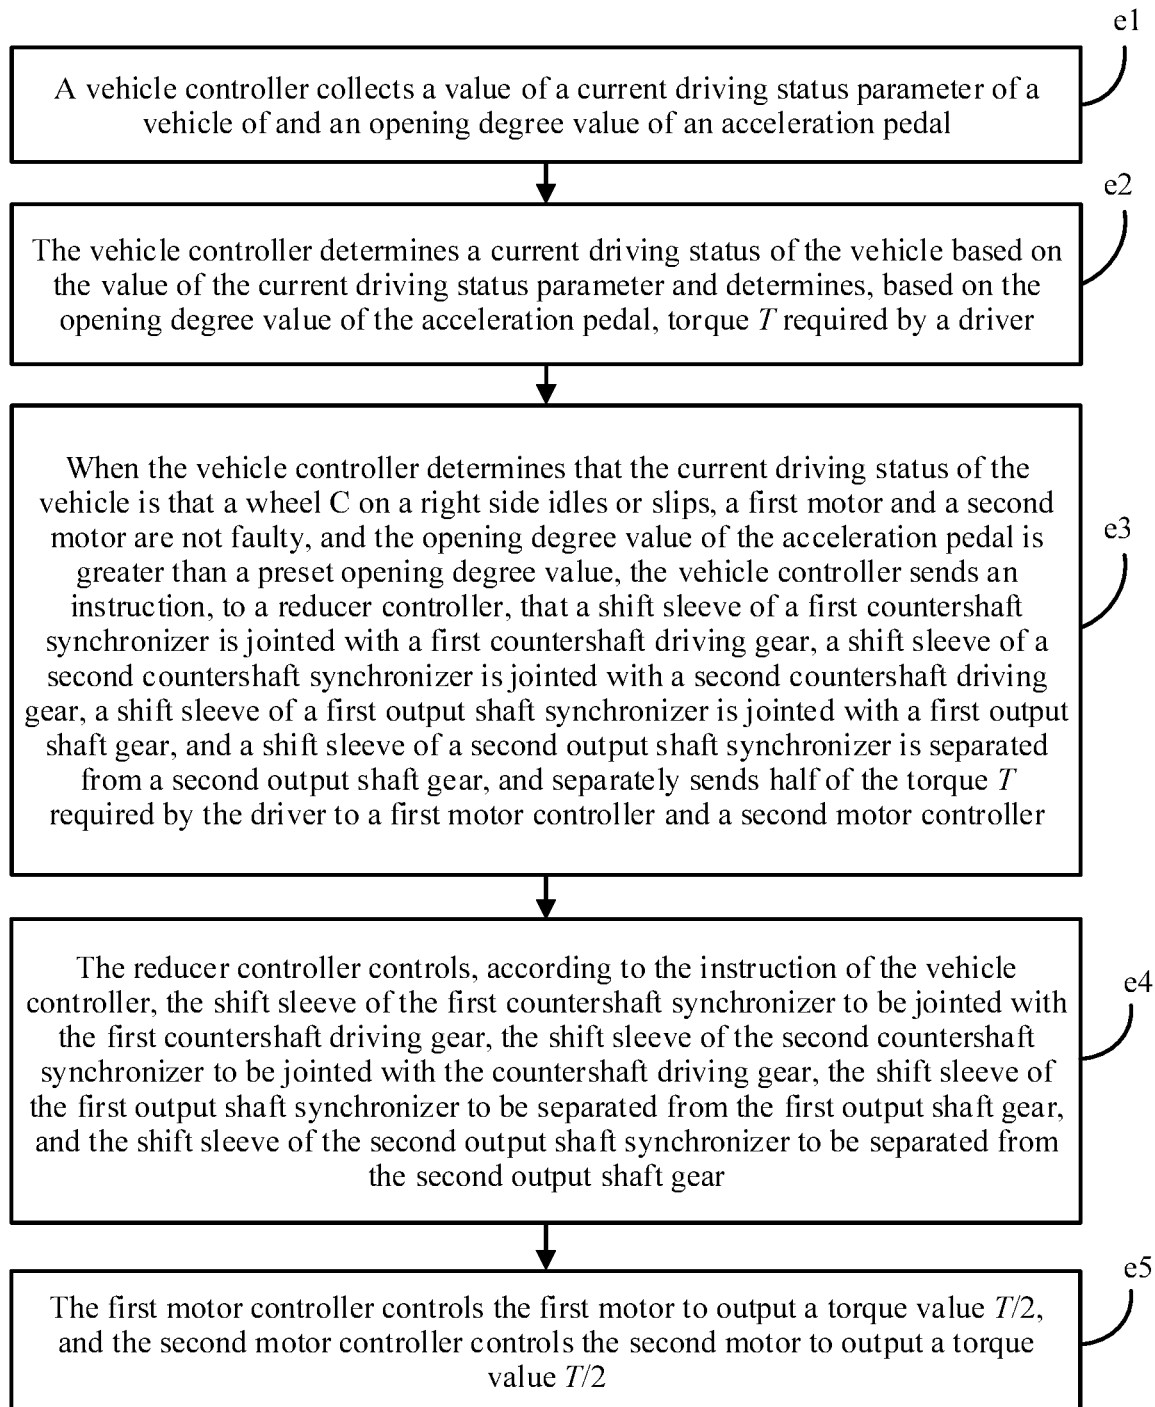 e1
A vehicle controller collects a value of a current driving status parameter of a
vehicle of and an opening degree value of an acceleration pedal
e2
The vehicle controller determines a current driving status of the vehicle based on
the value of the current driving status parameter and determines, based on the
opening degree value of the acceleration pedal, torque T required by a driver
e3
When the vehicle controller determines that the current driving status of the
vehicle is that a wheel C on a right side idles or slips, a first motor and a second
motor are not faulty, and the opening degree value of the acceleration pedal is
greater than a preset opening degree value, the vehicle controller sends an
instruction, to a reducer controller, that a shift sleeve of a first countershaft
synchronizer is jointed with a first countershaft driving gear, a shift sleeve of a
second countershaft synchronizer is jointed with a second countershaft driving
gear, a shift sleeve of a first output shaft synchronizer is jointed with a first output
shaft gear, and a shift sleeve of a second output shaft synchronizer is separated
from a second output shaft gear, and separately sends half of the torque T
required by the driver to a first motor controller and a second motor controller
e4
The reducer controller controls, according to the instruction of the vehicle
controller, the shift sleeve of the first countershaft synchronizer to be jointed with
the first countershaft driving gear, the shift sleeve of the second countershaft
synchronizer to be jointed with the countershaft driving gear, the shift sleeve of
the first output shaft synchronizer to be separated from the first output shaft gear,
and the shift sleeve of the second output shaft synchronizer to be separated from
the second output shaft gear
e5
The first motor controller controls the first motor to output a torque value T/2,
and the second motor controller controls the second motor to output a torque
value T/2